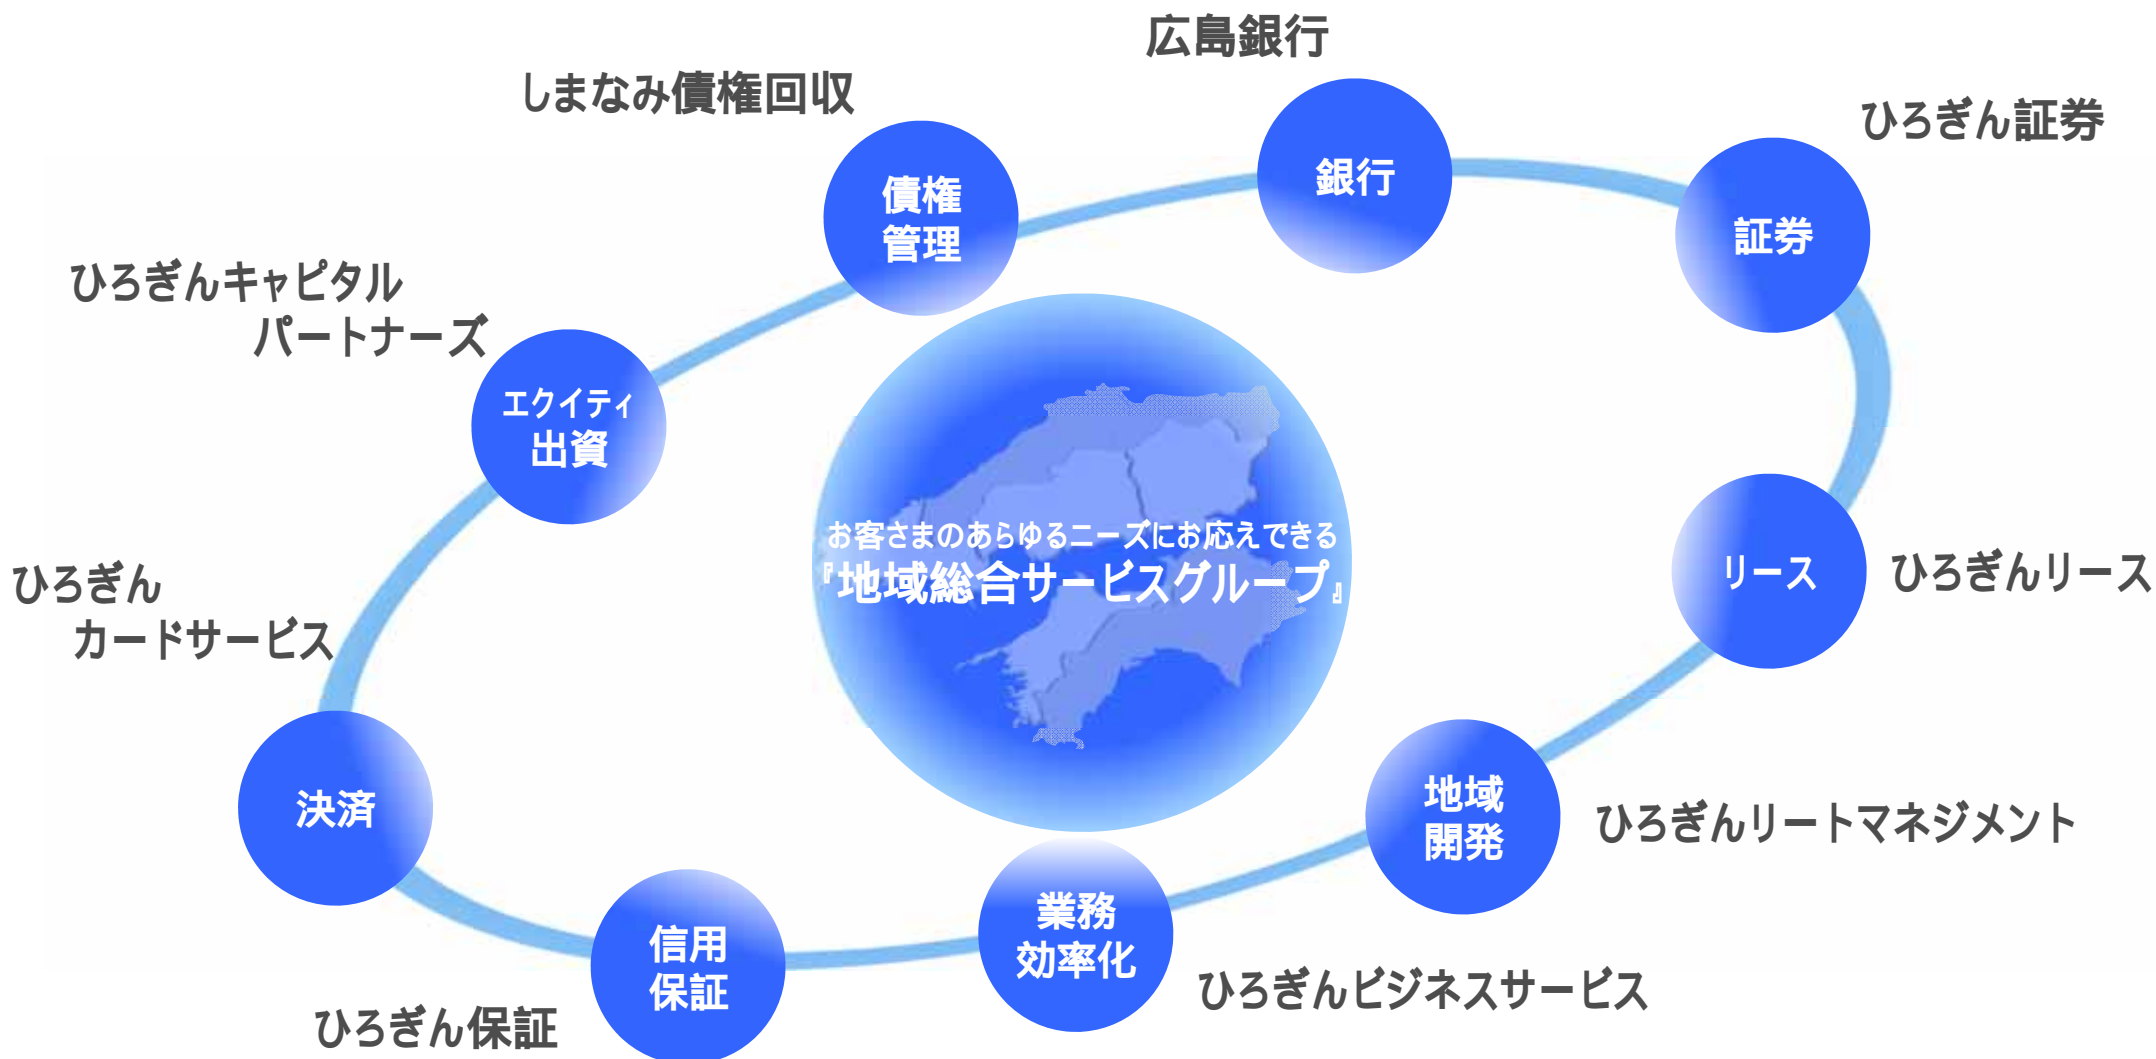 広島銀行
銀行
ひろぎん証券
証券
リース
ひろぎんリース
地域
開発
ひろぎんリートマネジメント
業務
効率化
ひろぎんビジネスサービス
信用
保証
ひろぎん保証
決済
ひろぎん
カードサービス
エクイティ
出資
ひろぎんキャピタル
パートナーズ
債権
管理
しまなみ債権回収
お客さまのあらゆるニーズにお応えできる
『地域総合サービスグループ』